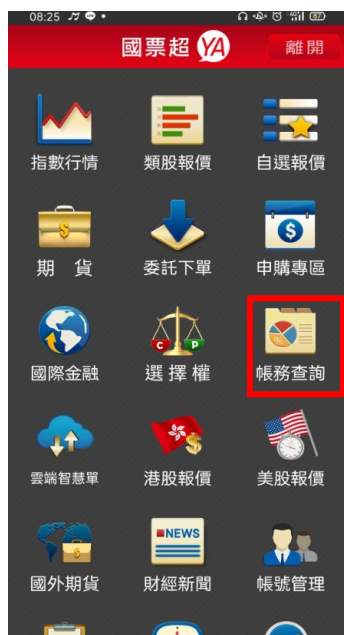 08:25 87
國票超 YA 離開
指數行情 類股報價 自選報價
$ $
期 貨 委託下單 申購專區
C P
國際金融 選擇權 帳務查詢
$
雲端智慧單 港股報價 美股報價
NEWS
國外期貨 財經新聞 帳號管理